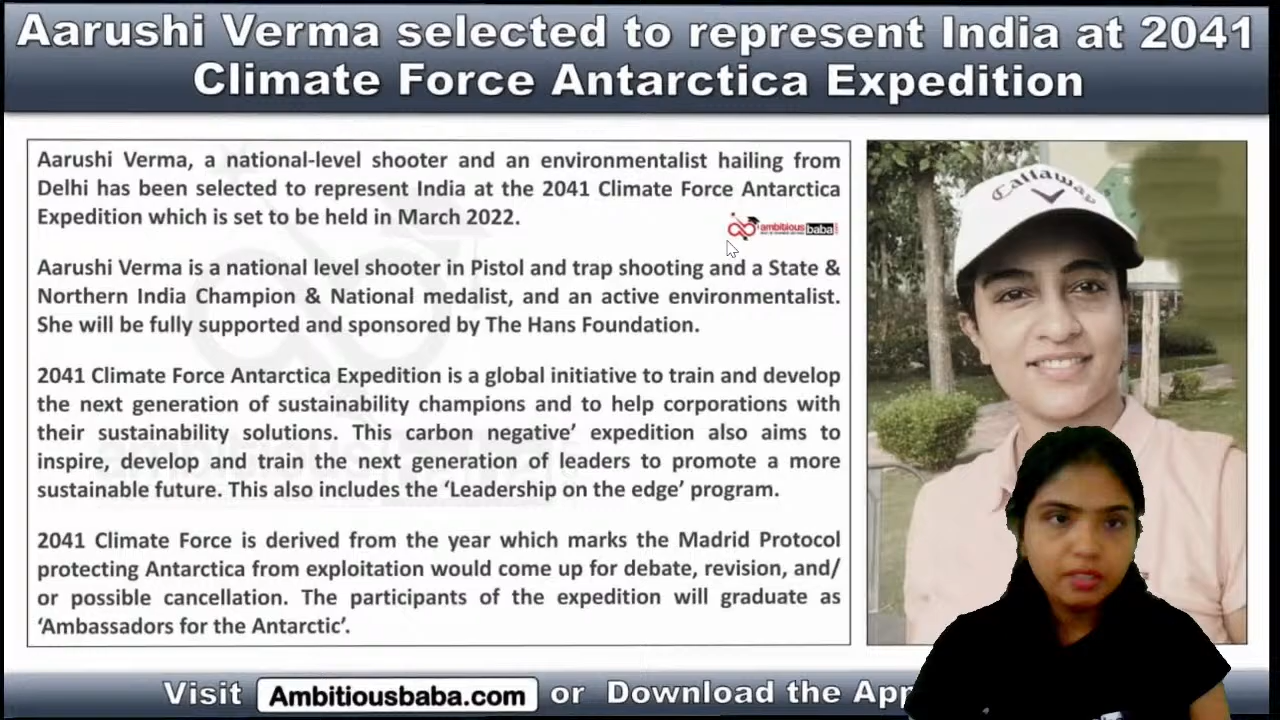 Aarushi Verma selected to represent India at 2041
Climate Force Antarctica Expedition
Aarushi Verma, a national-level shooter and an environmentalist hailing from
Delhi has been selected to represent India at the 2041 Climate Force Antarctica
Expedition which is set to be held in March 2022.
ambitious baba
Aarushi Verma is a national level shooter in Pistol and trap shooting and a State &
Northern India Champion & National medalist, and an active environmentalist.
She will be fully supported and sponsored by The Hans Foundation.
2041 Climate Force Antarctica Expedition is a global initiative to train and develop
the next generation of sustainability champions and to help corporations with
their sustainability solutions. This carbon negative’ expedition also aims to
inspire, develop and train the next generation of leaders to promote a more
sustainable future. This also includes the ‘Leadership on the edge’ program.
2041 Climate Force is derived from the year which marks the Madrid Protocol
protecting Antarctica from exploitation would come up for debate, revision, and/
or possible cancellation. The participants of the expedition will graduate as
‘Ambassadors for the Antarctic’.
Callaway
Visit Ambitiousbaba.com or Download the App